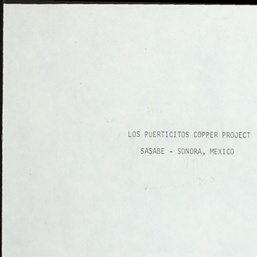 LOS PUERTICITOS COPPER PROJECT
SASABE - SONORA, MEXICO